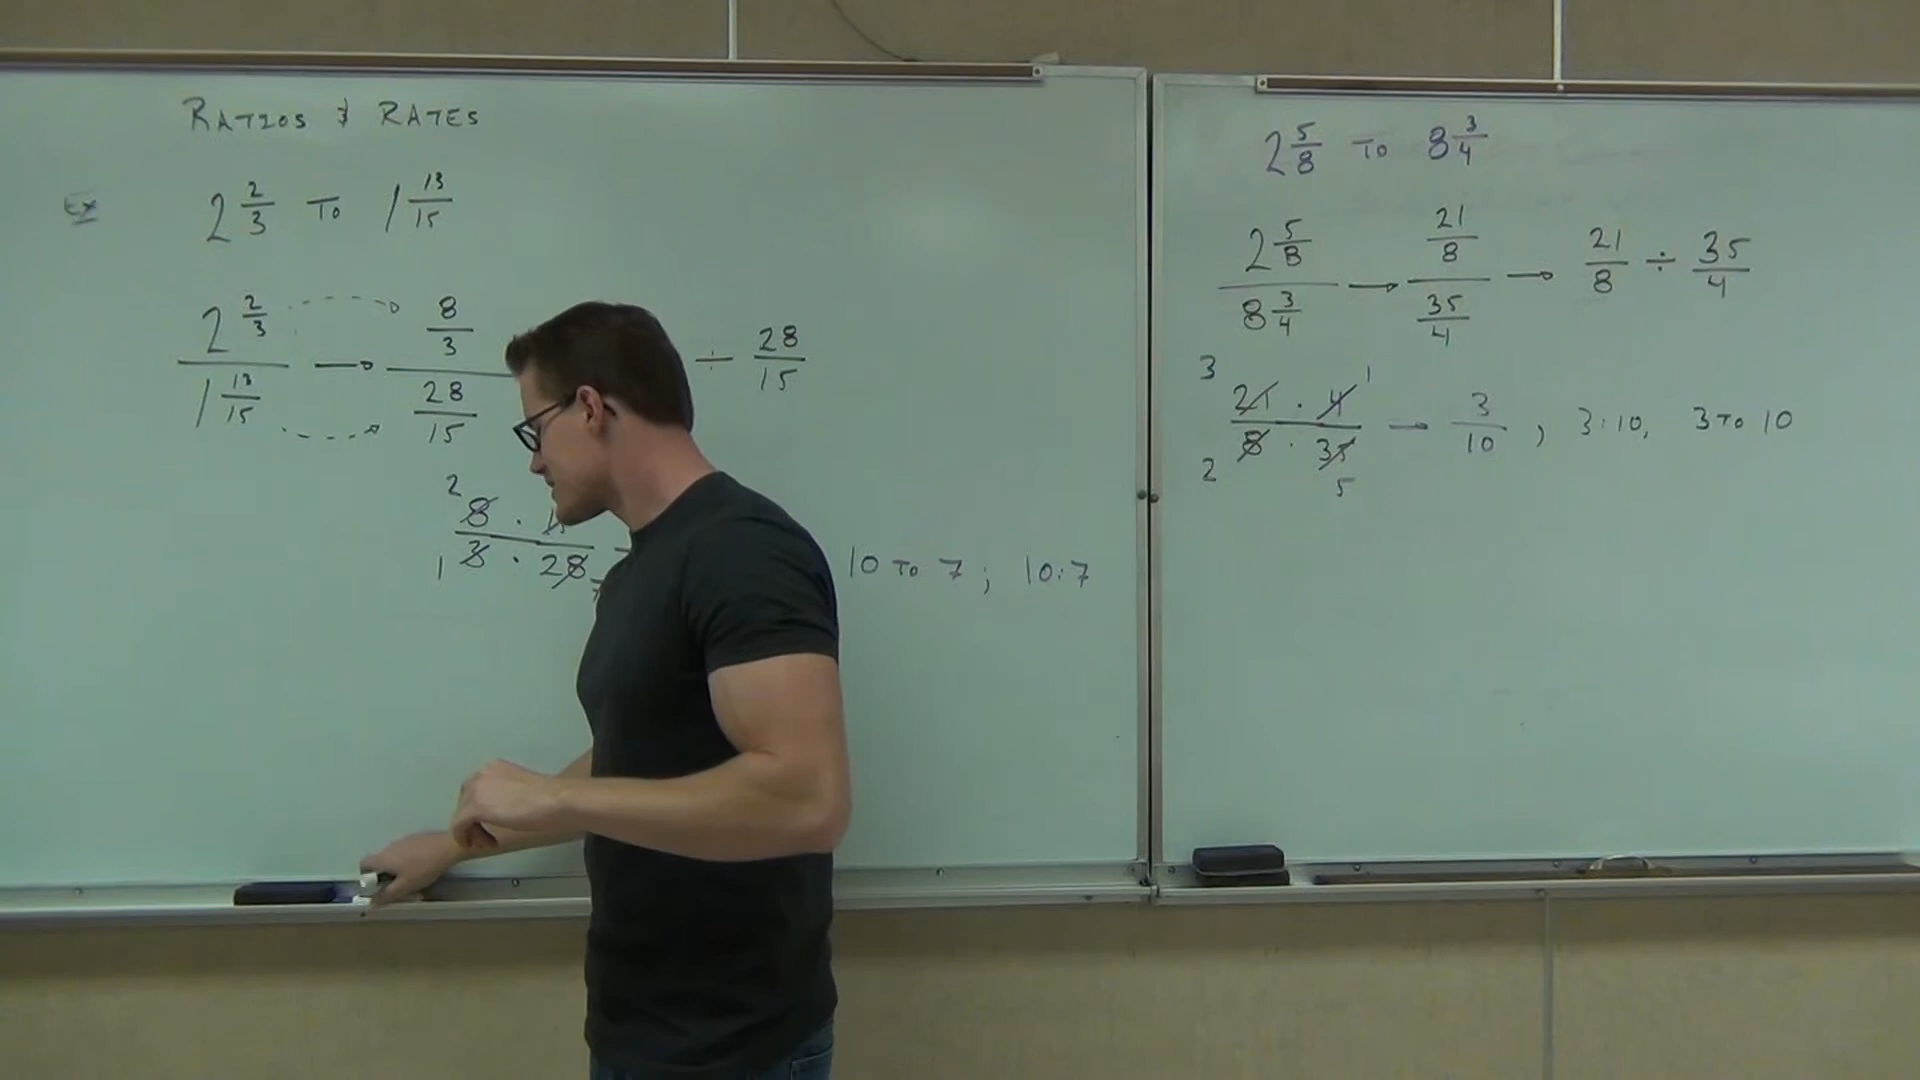 RATIOS & RATES
Ex 2 2/3 TO 1 13/15
2 2/3 / 1 13/15 → 8/3 / 28/15 ÷ 28/15
2 1
8 · 15 / 3 · 28
10 TO 7 ; 10:7
2 5/8 TO 8 3/4
2 5/8 / 8 3/4 → 21/8 / 35/4 → 21/8 ÷ 35/4
3 1
21 · 4 / 8 · 35 → 3/10 , 3:10, 3 TO 10
2 5